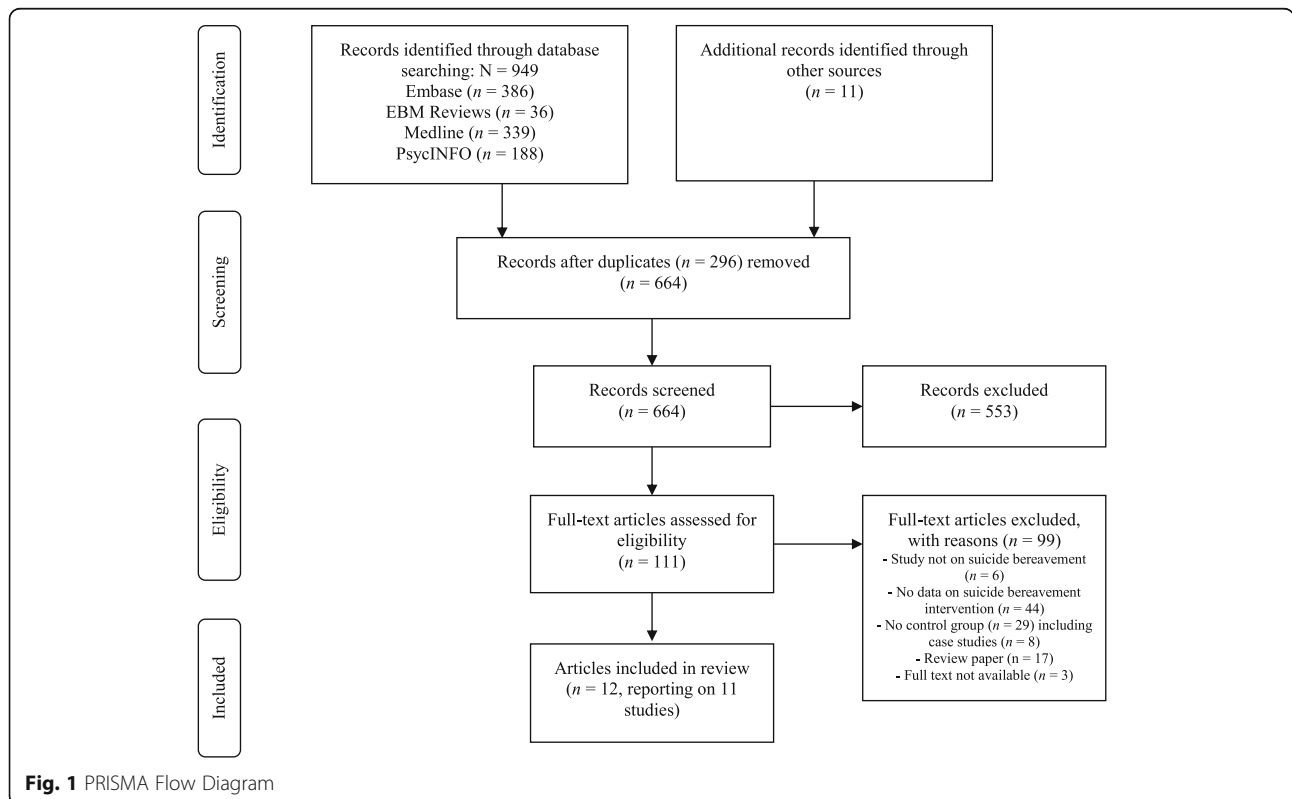 Identification
Records identified through database
searching: N = 949
Embase (n = 386)
EBM Reviews (n = 36)
Medline (n = 339)
PsycINFO (n = 188)
Additional records identified through
other sources
(n = 11)
Screening
Records after duplicates (n = 296) removed
(n = 664)
Records screened
(n = 664)
Records excluded
(n = 553)
Eligibility
Full-text articles assessed for
eligibility
(n = 111)
Full-text articles excluded,
with reasons (n = 99)
- Study not on suicide bereavement
(n = 6)
- No data on suicide bereavement
intervention (n = 44)
- No control group (n = 29) including
case studies (n = 8)
- Review paper (n = 17)
- Full text not available (n = 3)
Included
Articles included in review
(n = 12, reporting on 11
studies)
Fig. 1 PRISMA Flow Diagram